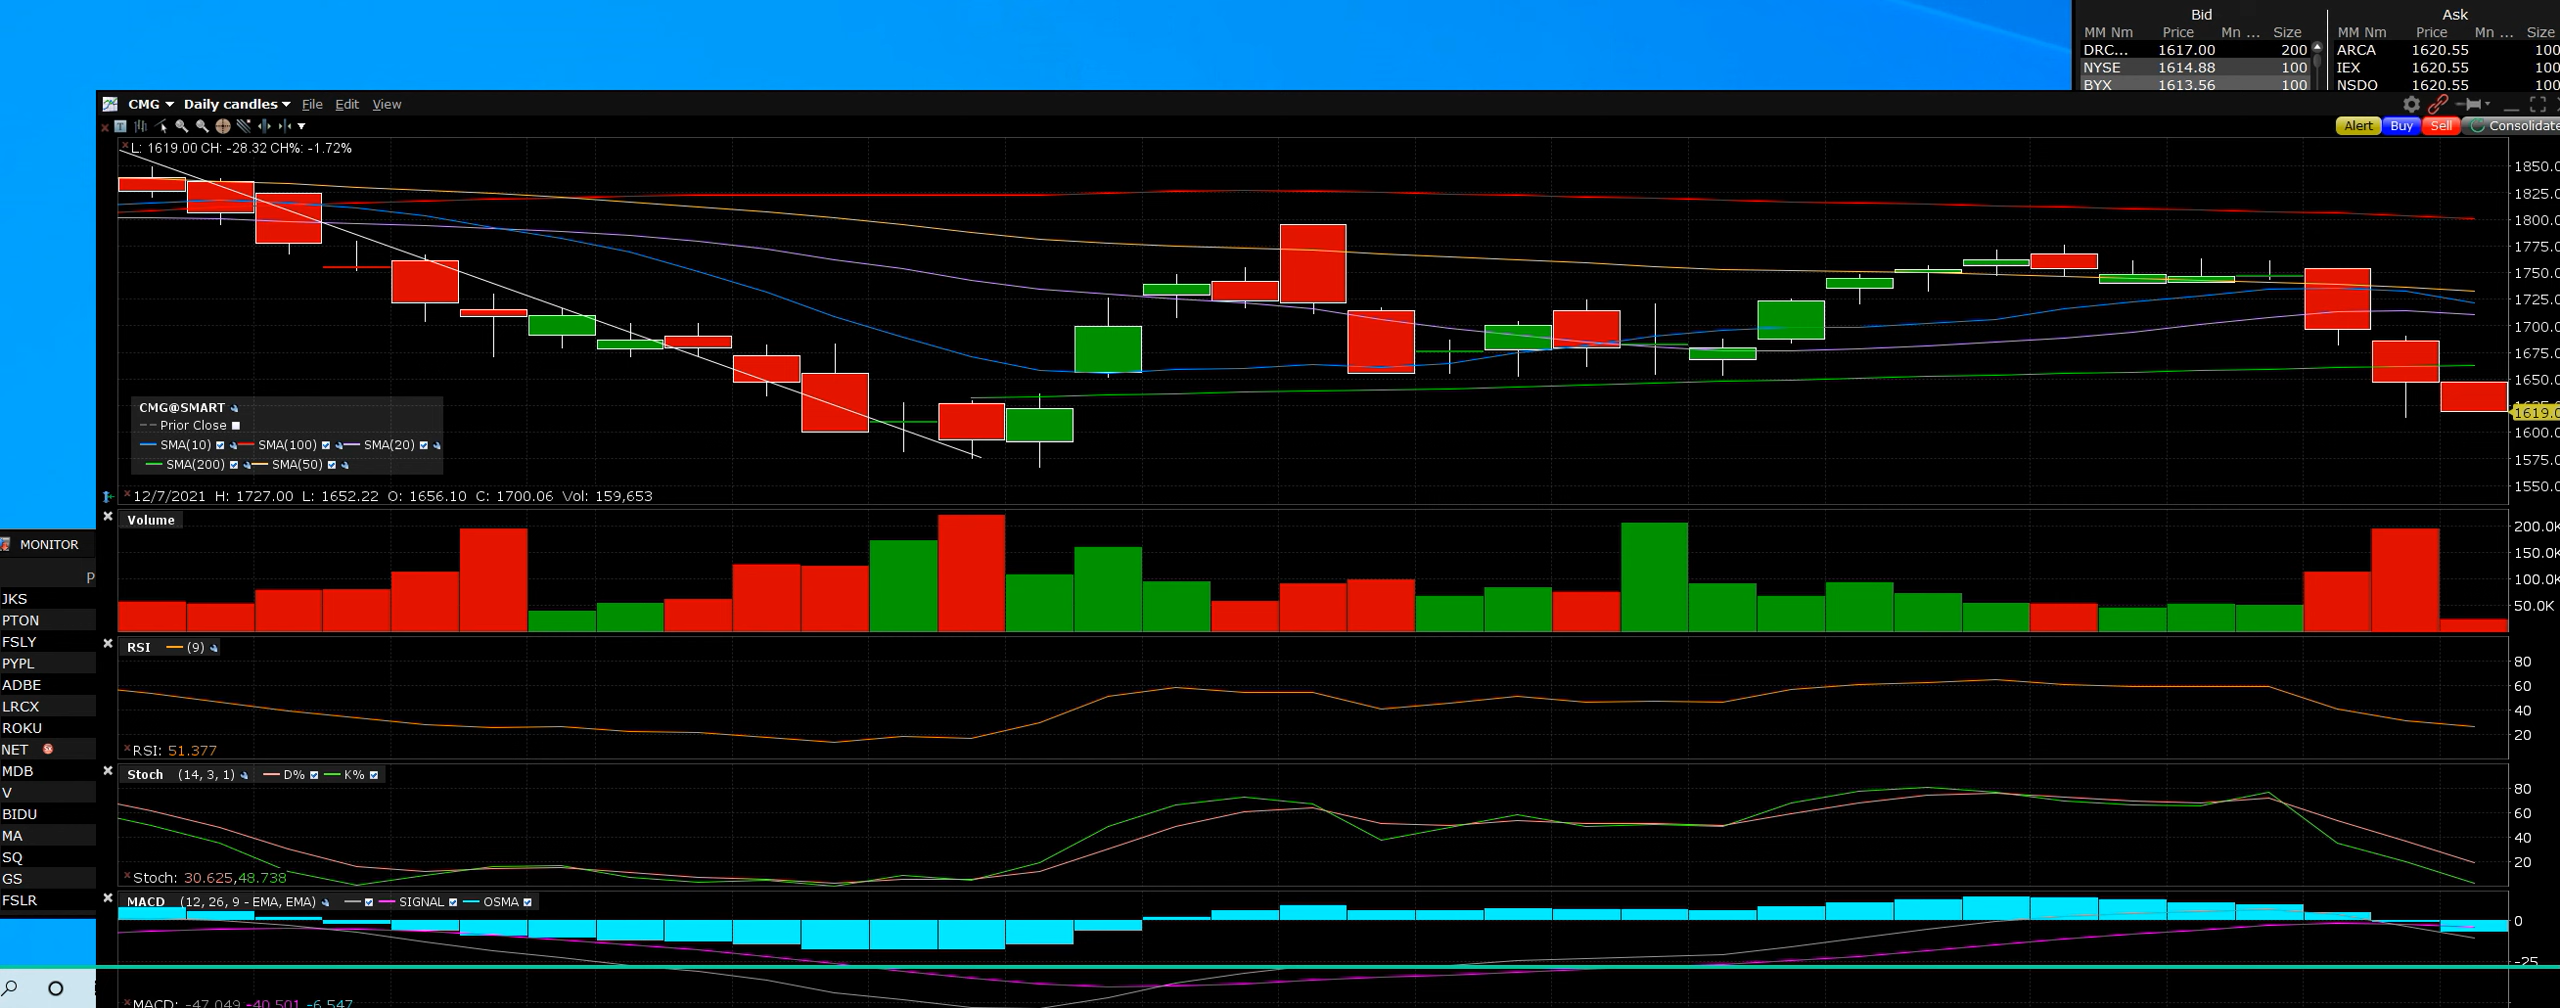 Bid Ask
MM Nm Price Mn ... Size MM Nm Price Mn ... Size
DRC... 1617.00 200 ARCA 1620.55 100
NYSE 1614.88 100 IEX 1620.55 100
BYX 1613.56 100 NSDQ 1620.55 100
CMG Daily candles File Edit View
Alert Buy Sell Consolidate
L: 1619.00 CH: -28.32 CH%: -1.72%
1850.0
1825.0
1800.0
1775.0
1750.0
1725.0
1700.0
1675.0
1650.0
1619.0
1600.0
1575.0
1550.0
CMG@SMART
Prior Close
SMA(10) SMA(100) SMA(20)
SMA(200) SMA(50)
12/7/2021 H: 1727.00 L: 1652.22 O: 1656.10 C: 1700.06 Vol: 159,653
Volume
200.0K
150.0K
100.0K
50.0K
RSI (9)
80
60
40
20
RSI: 51.377
Stoch (14, 3, 1) D% K%
80
60
40
20
Stoch: 30.625,48.738
MACD (12, 26, 9 - EMA, EMA) SIGNAL OSMA
0
-25
MACD: -47.049 -40.501 -6.547
MONITOR
P
JKS
PTON
FSLY
PYPL
ADBE
LRCX
ROKU
NET
MDB
V
BIDU
MA
SQ
GS
FSLR